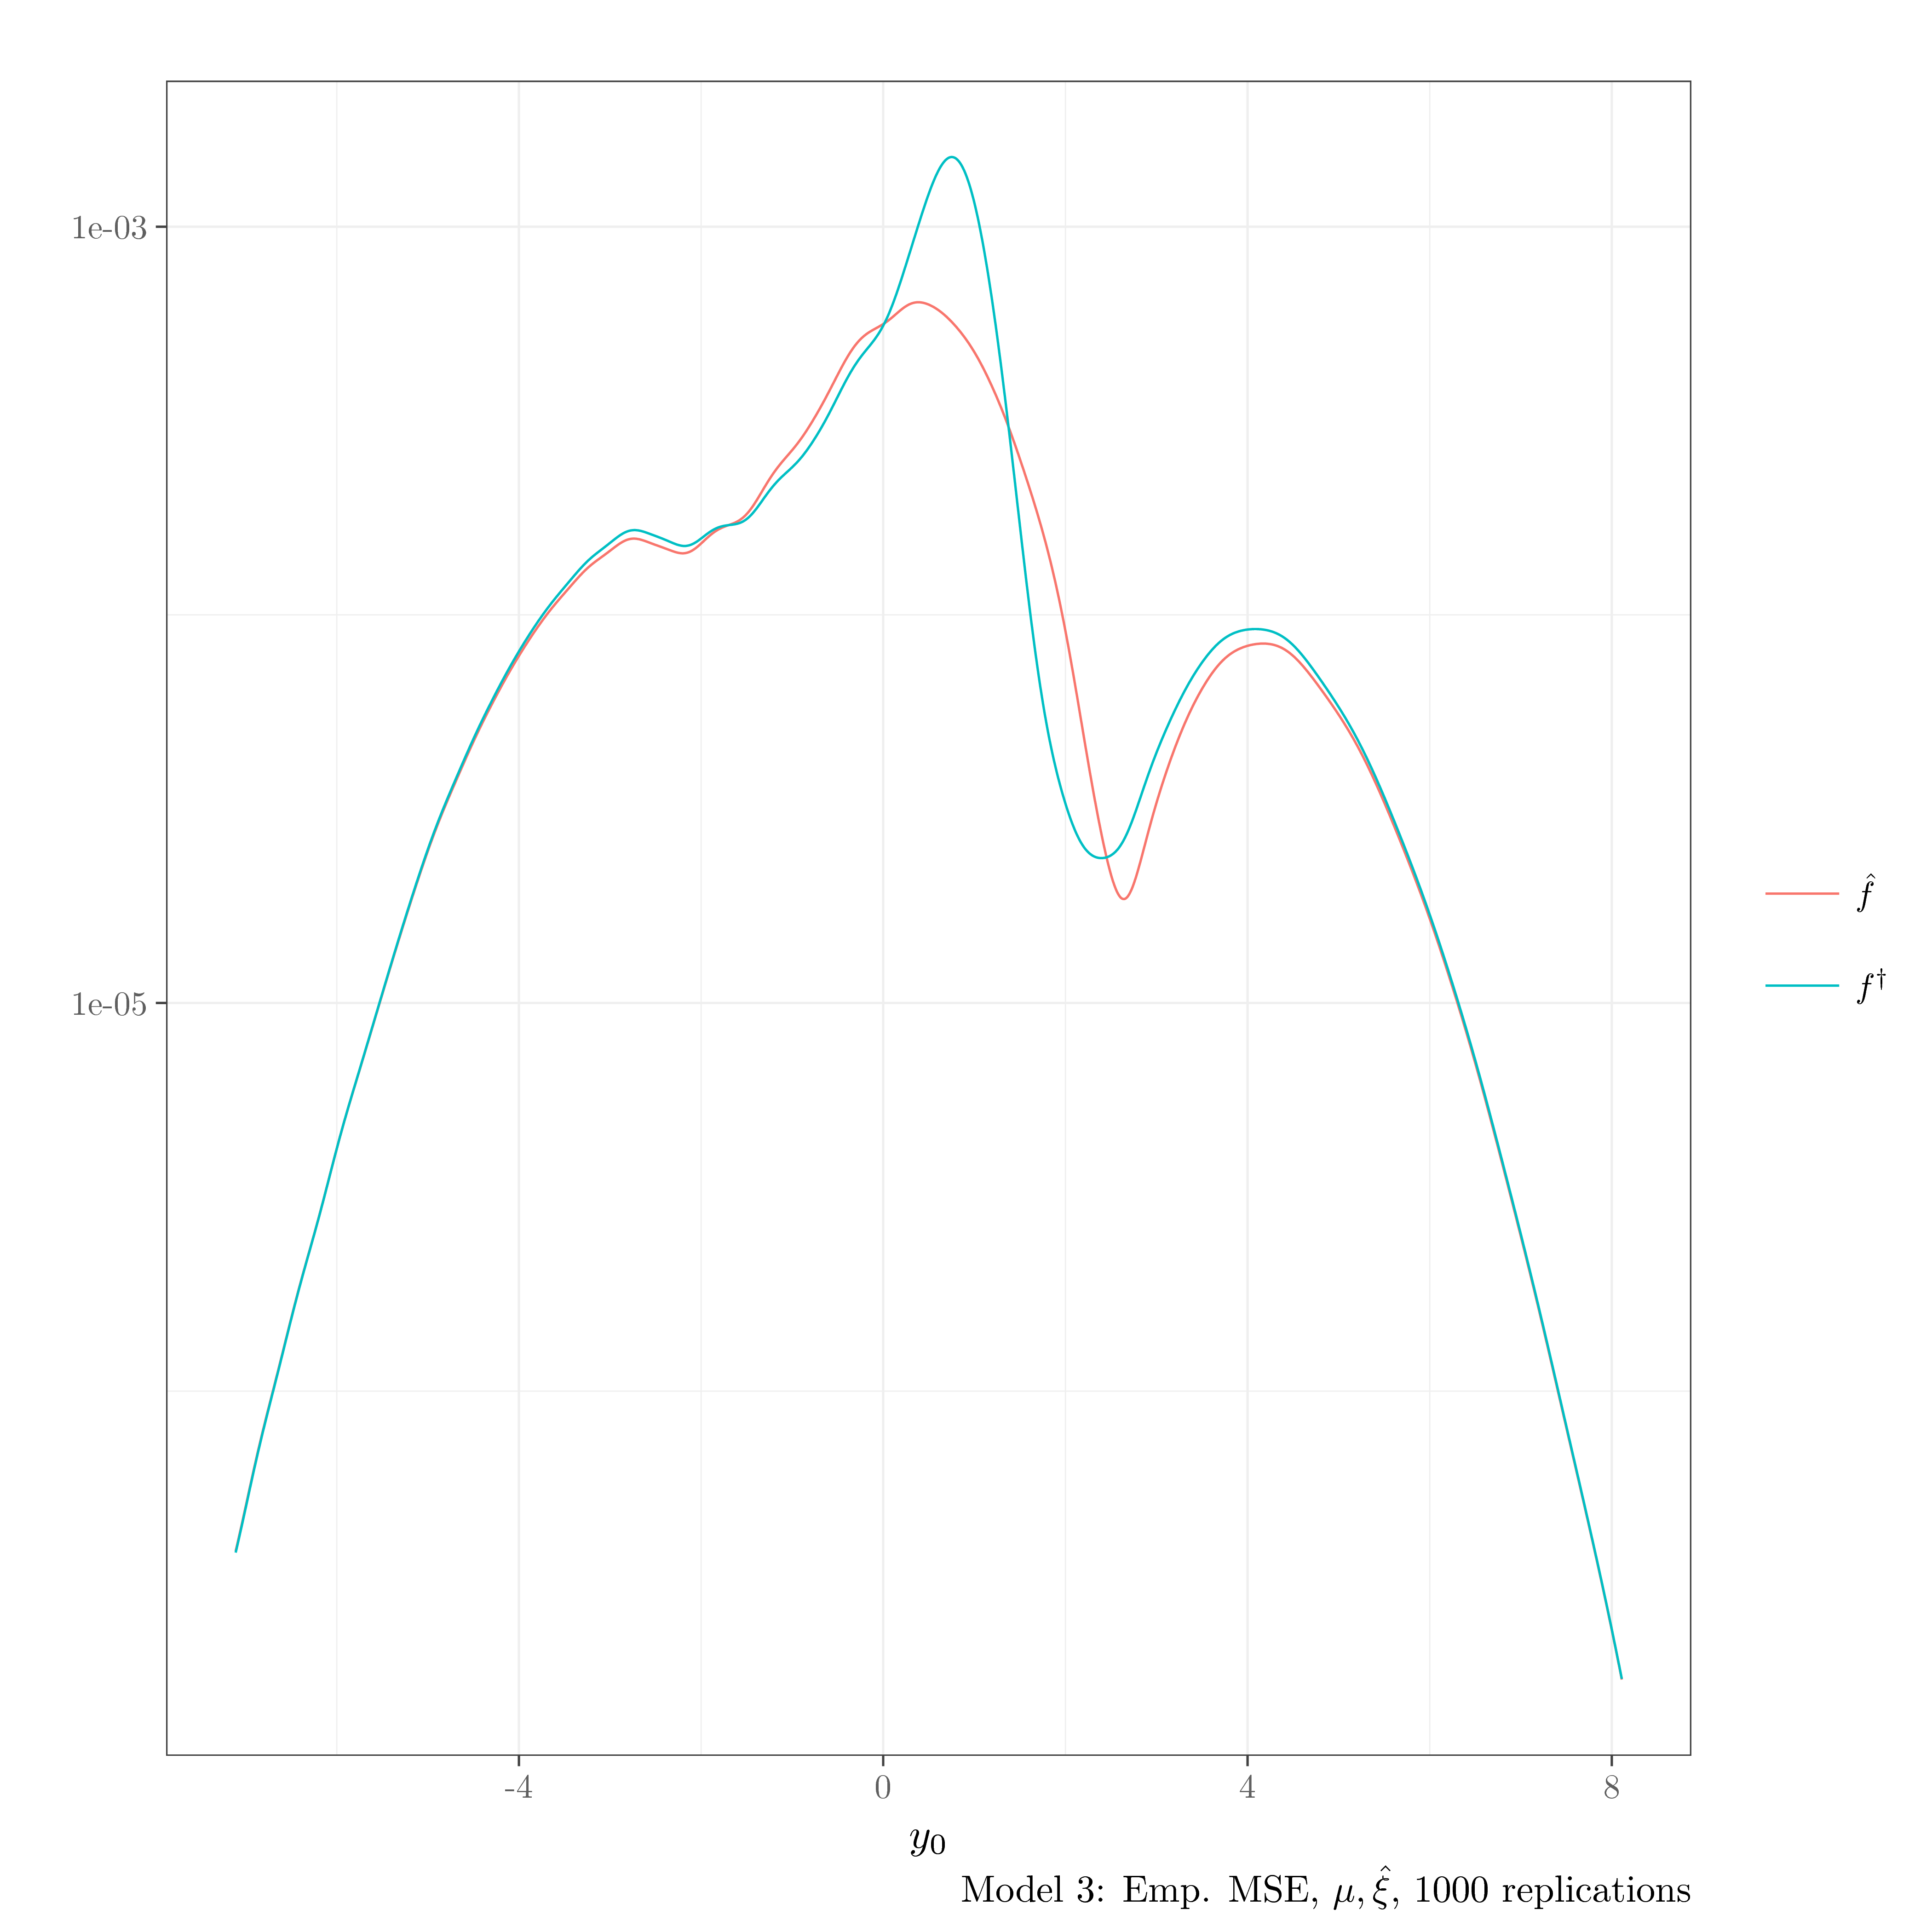 1e-03
1e-05
-4 0 4 8
y₀
f̂
f†
Model 3: Emp. MSE, μ, ξ̂, 1000 replications